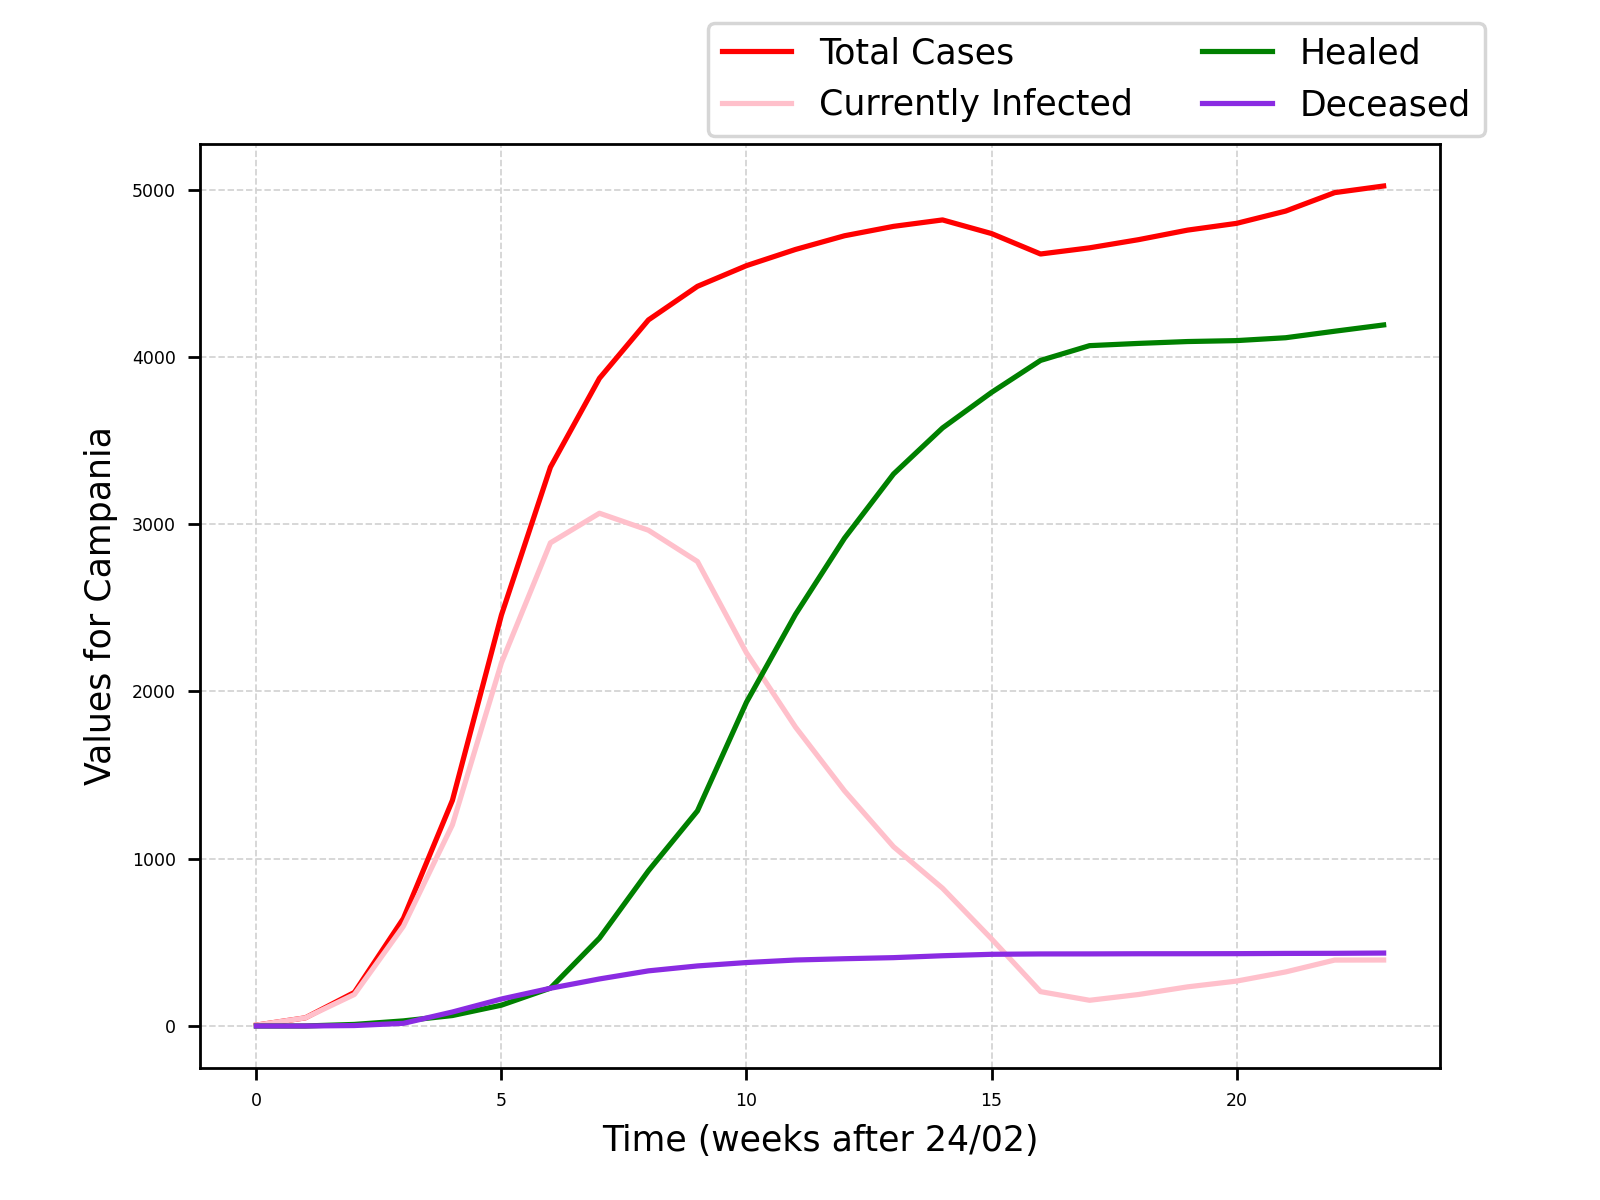 Total Cases
Currently Infected
Healed
Deceased
Values for Campania
5000
4000
3000
2000
1000
0
0 5 10 15 20
Time (weeks after 24/02)